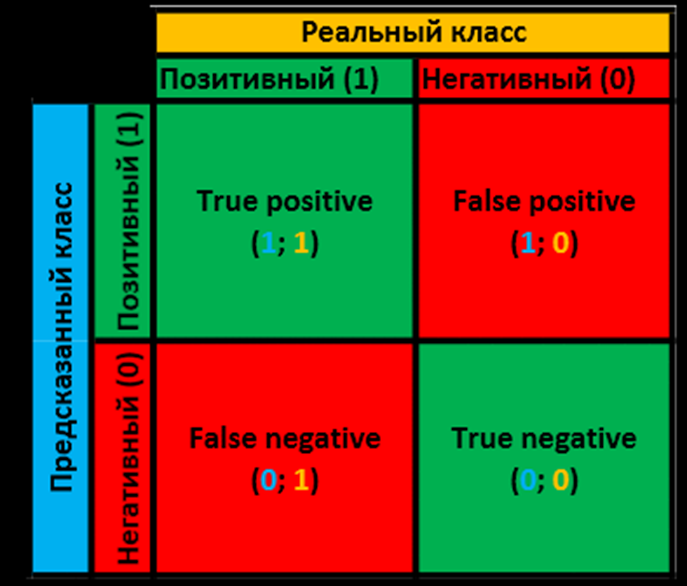 Реальный класс
Позитивный (1)
Негативный (0)
Предсказанный класс
Позитивный (1)
True positive
(1; 1)
False positive
(1; 0)
Негативный (0)
False negative
(0; 1)
True negative
(0; 0)